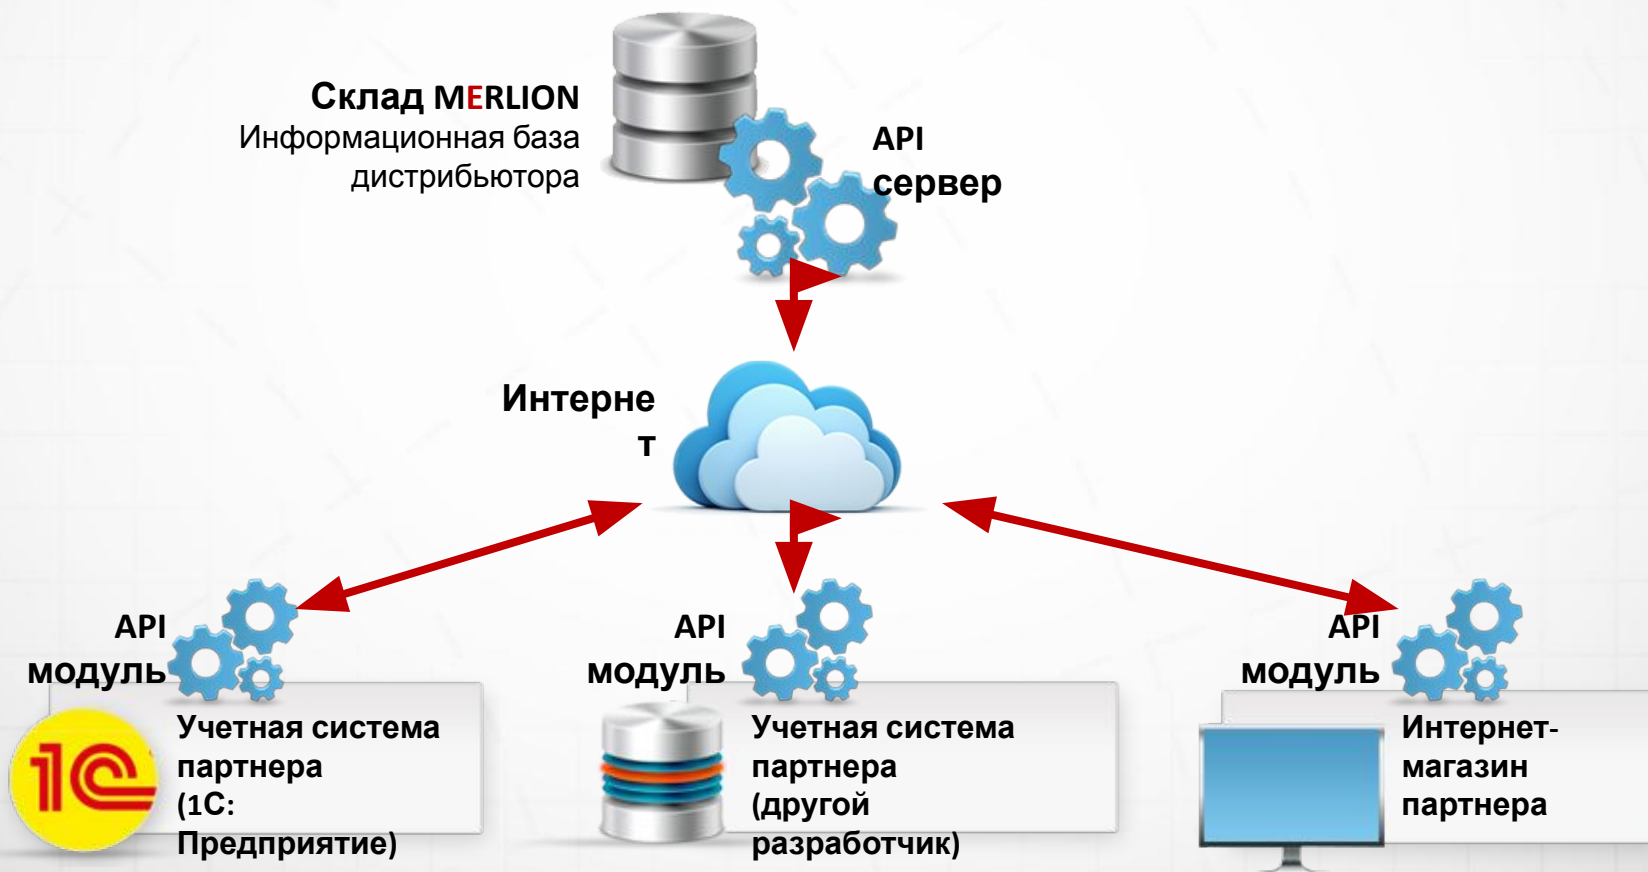 Склад MERLION
Информационная база
дистрибьютора
API
сервер
Интерне
т
API
модуль
1С
Учетная система
партнера
(1С:
Предприятие)
API
модуль
Учетная система
партнера
(другой
разработчик)
API
модуль
Интернет-
магазин
партнера